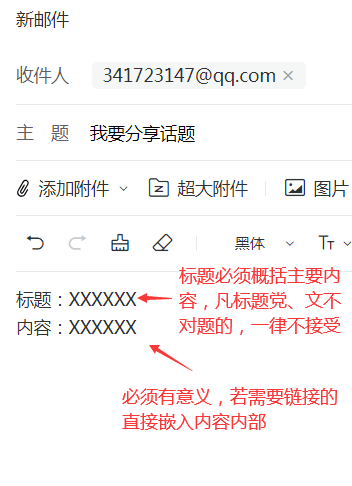 新邮件
收件人 341723147@qq.com ×
主 题 我要分享话题
添加附件 超大附件 图片
黑体 TT
标题必须概括主要内
容，凡标题党、文不
对题的，一律不接受
标题：XXXXXX
内容：XXXXXX
必须有意义，若需要链接的
直接嵌入内容内部